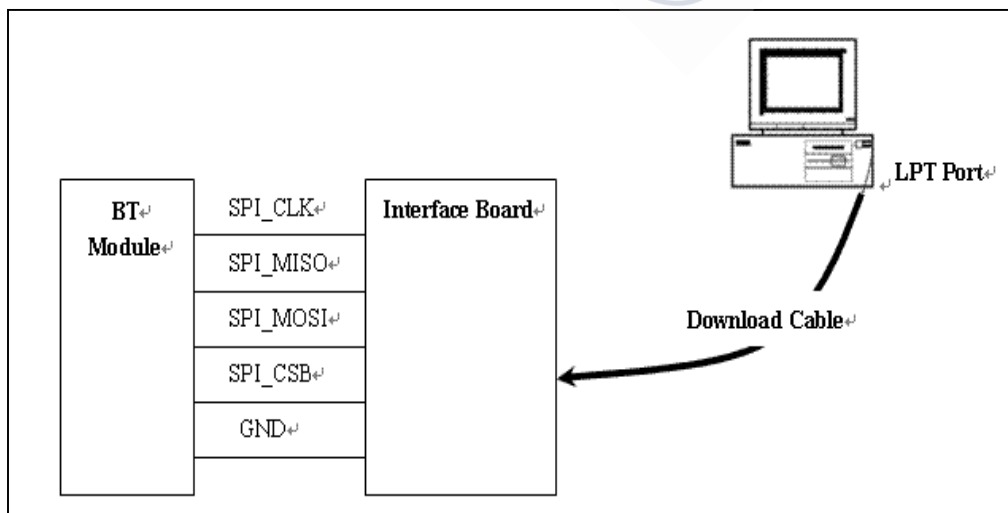 BT↵
Module↵
SPI_CLK↵
SPI_MISO↵
SPI_MOSI↵
SPI_CSB↵
GND↵
Interface Board↵
↵ LPT Port↵
Download Cable↵